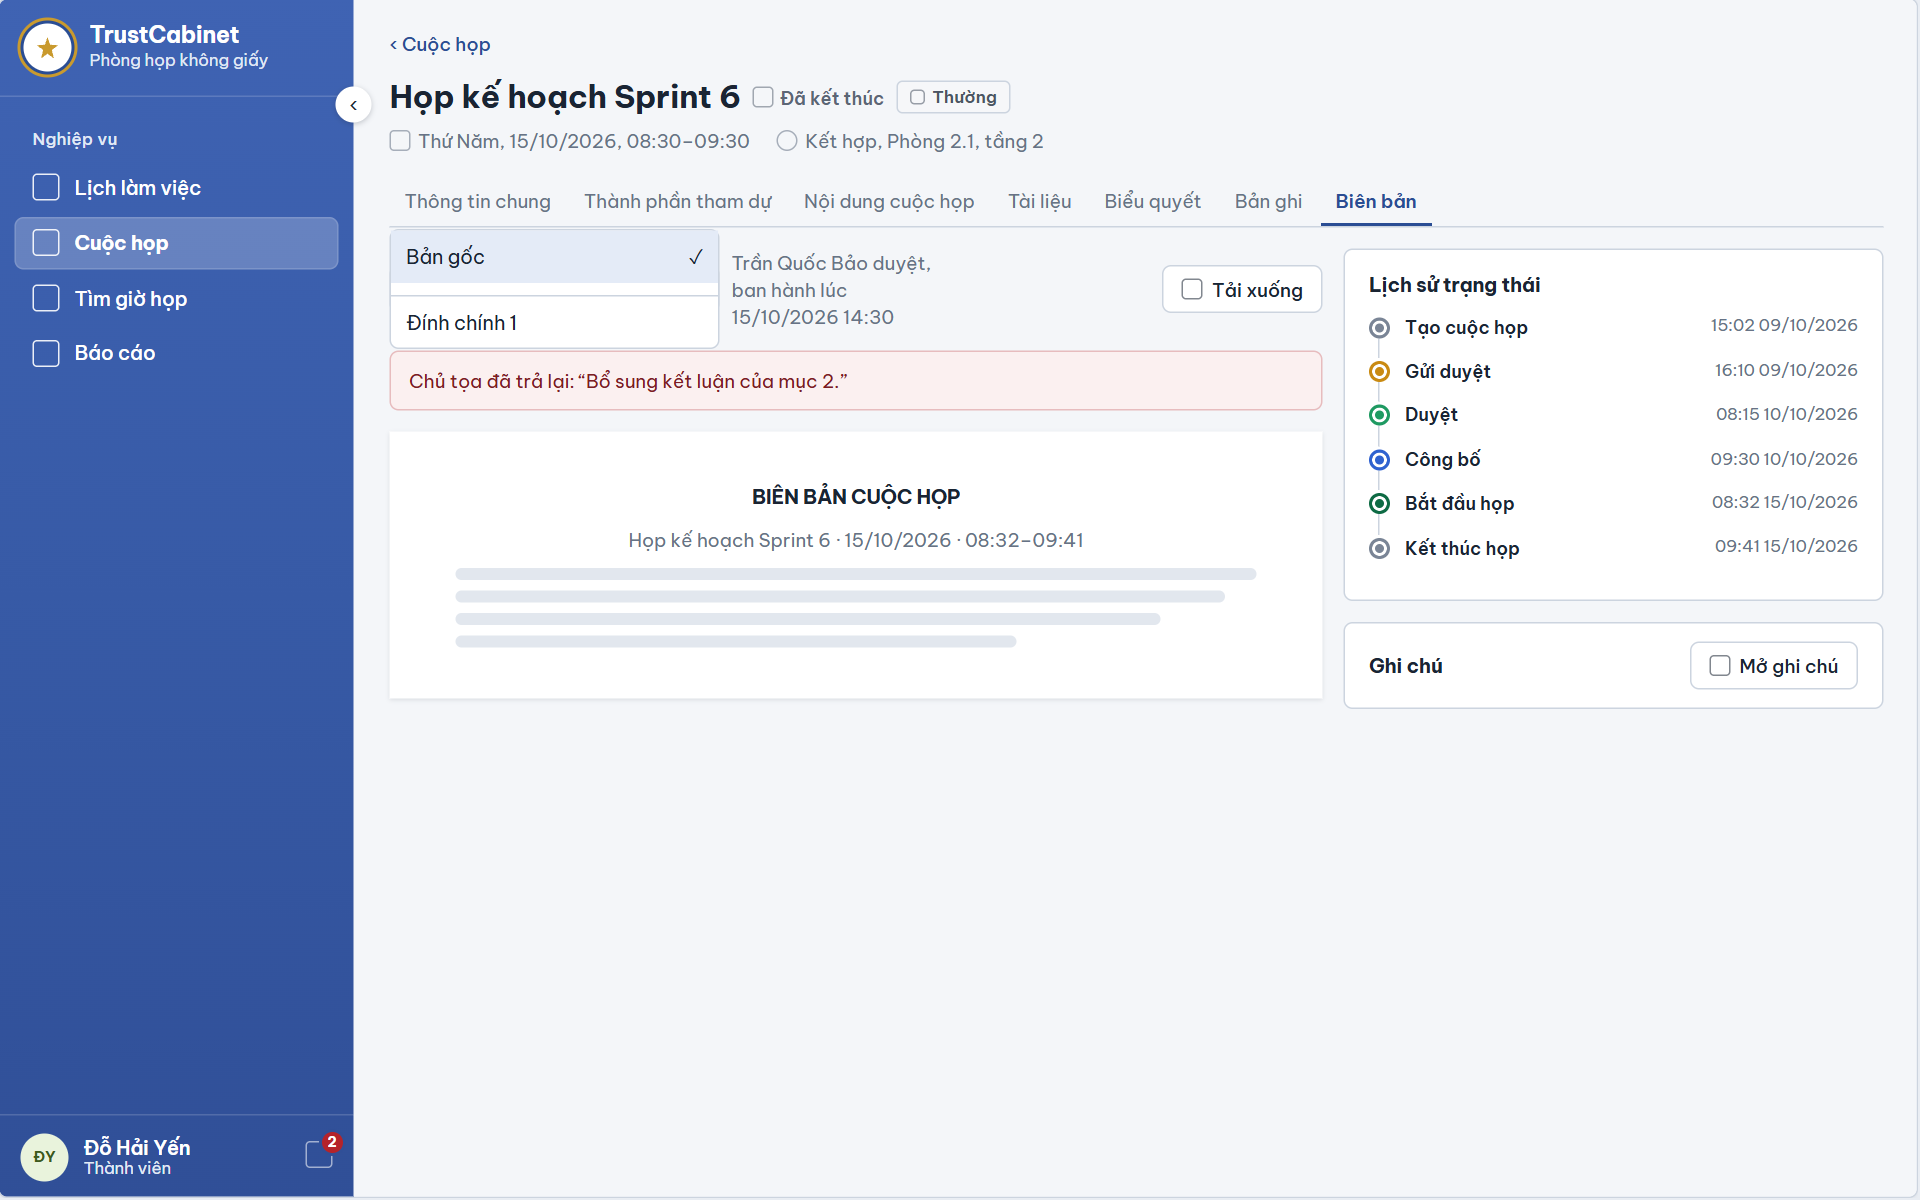 TrustCabinet
Phòng họp không giấy
Nghiệp vụ
Lịch làm việc
Cuộc họp
Tìm giờ họp
Báo cáo
ĐY
Đỗ Hải Yến
Thành viên
2
‹ Cuộc họp
Họp kế hoạch Sprint 6
Đã kết thúc
Thường
Thứ Năm, 15/10/2026, 08:30–09:30
Kết hợp, Phòng 2.1, tầng 2
Thông tin chung
Thành phần tham dự
Nội dung cuộc họp
Tài liệu
Biểu quyết
Bản ghi
Biên bản
Bản gốc ✓
Đính chính 1
Trần Quốc Bảo duyệt,
ban hành lúc
15/10/2026 14:30
Tải xuống
Chủ tọa đã trả lại: “Bổ sung kết luận của mục 2.”
BIÊN BẢN CUỘC HỌP
Họp kế hoạch Sprint 6 · 15/10/2026 · 08:32–09:41
Lịch sử trạng thái
Tạo cuộc họp 15:02 09/10/2026
Gửi duyệt 16:10 09/10/2026
Duyệt 08:15 10/10/2026
Công bố 09:30 10/10/2026
Bắt đầu họp 08:32 15/10/2026
Kết thúc họp 09:41 15/10/2026
Ghi chú
Mở ghi chú